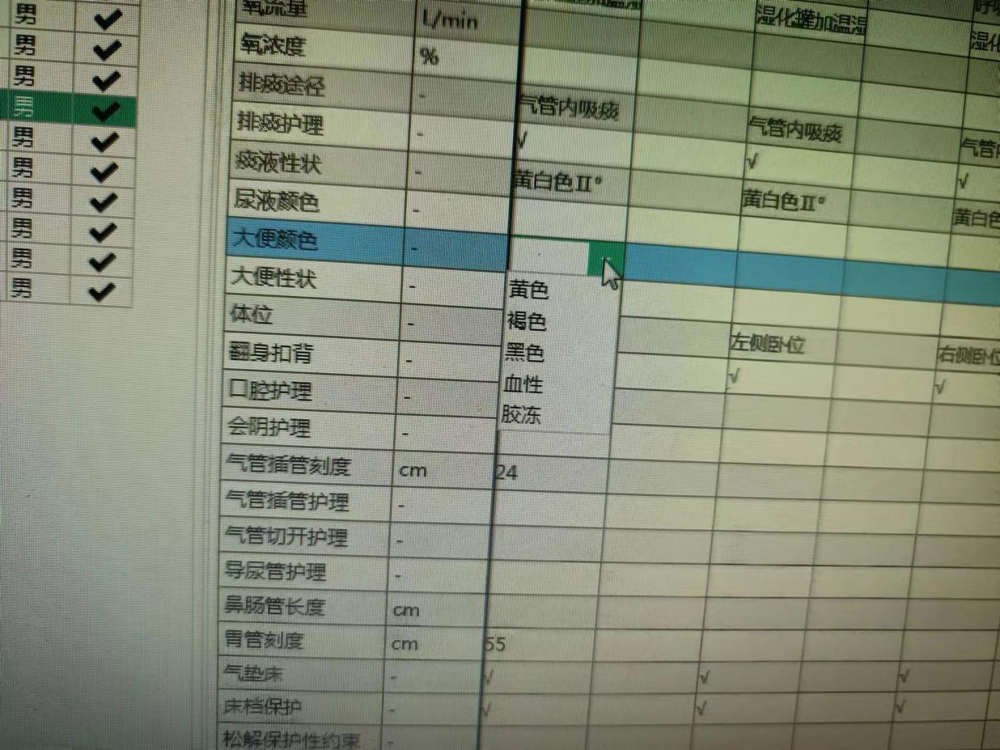 男
男
男
男
男
男
男
男
男
男
氧流量 L/min
湿化罐加温湿
湿化
氧浓度 %
排痰途径 - 气管内吸痰 气管内吸痰 气管内
排痰护理 - √ √ √
痰液性状 - 黄白色Ⅱ° 黄白色Ⅱ° 黄白色
尿液颜色 -
大便颜色 -
黄色
褐色
黑色
血性
胶冻
大便性状 -
体位 - 左侧卧位 右侧卧位
翻身扣背 - √ √
口腔护理 -
会阴护理 -
气管插管刻度 cm 24
气管插管护理 -
气管切开护理 -
导尿管护理 -
鼻肠管长度 cm
胃管刻度 cm 55
气垫床 - √ √ √
床档保护 - √ √ √
松解保护性约束 -